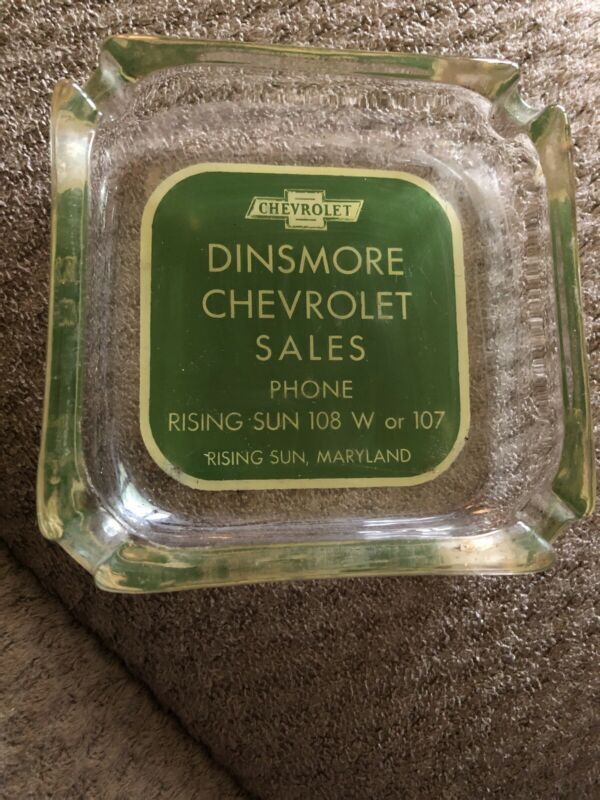 CHEVROLET
DINSMORE
CHEVROLET
SALES
PHONE
RISING SUN 108 W or 107
RISING SUN, MARYLAND